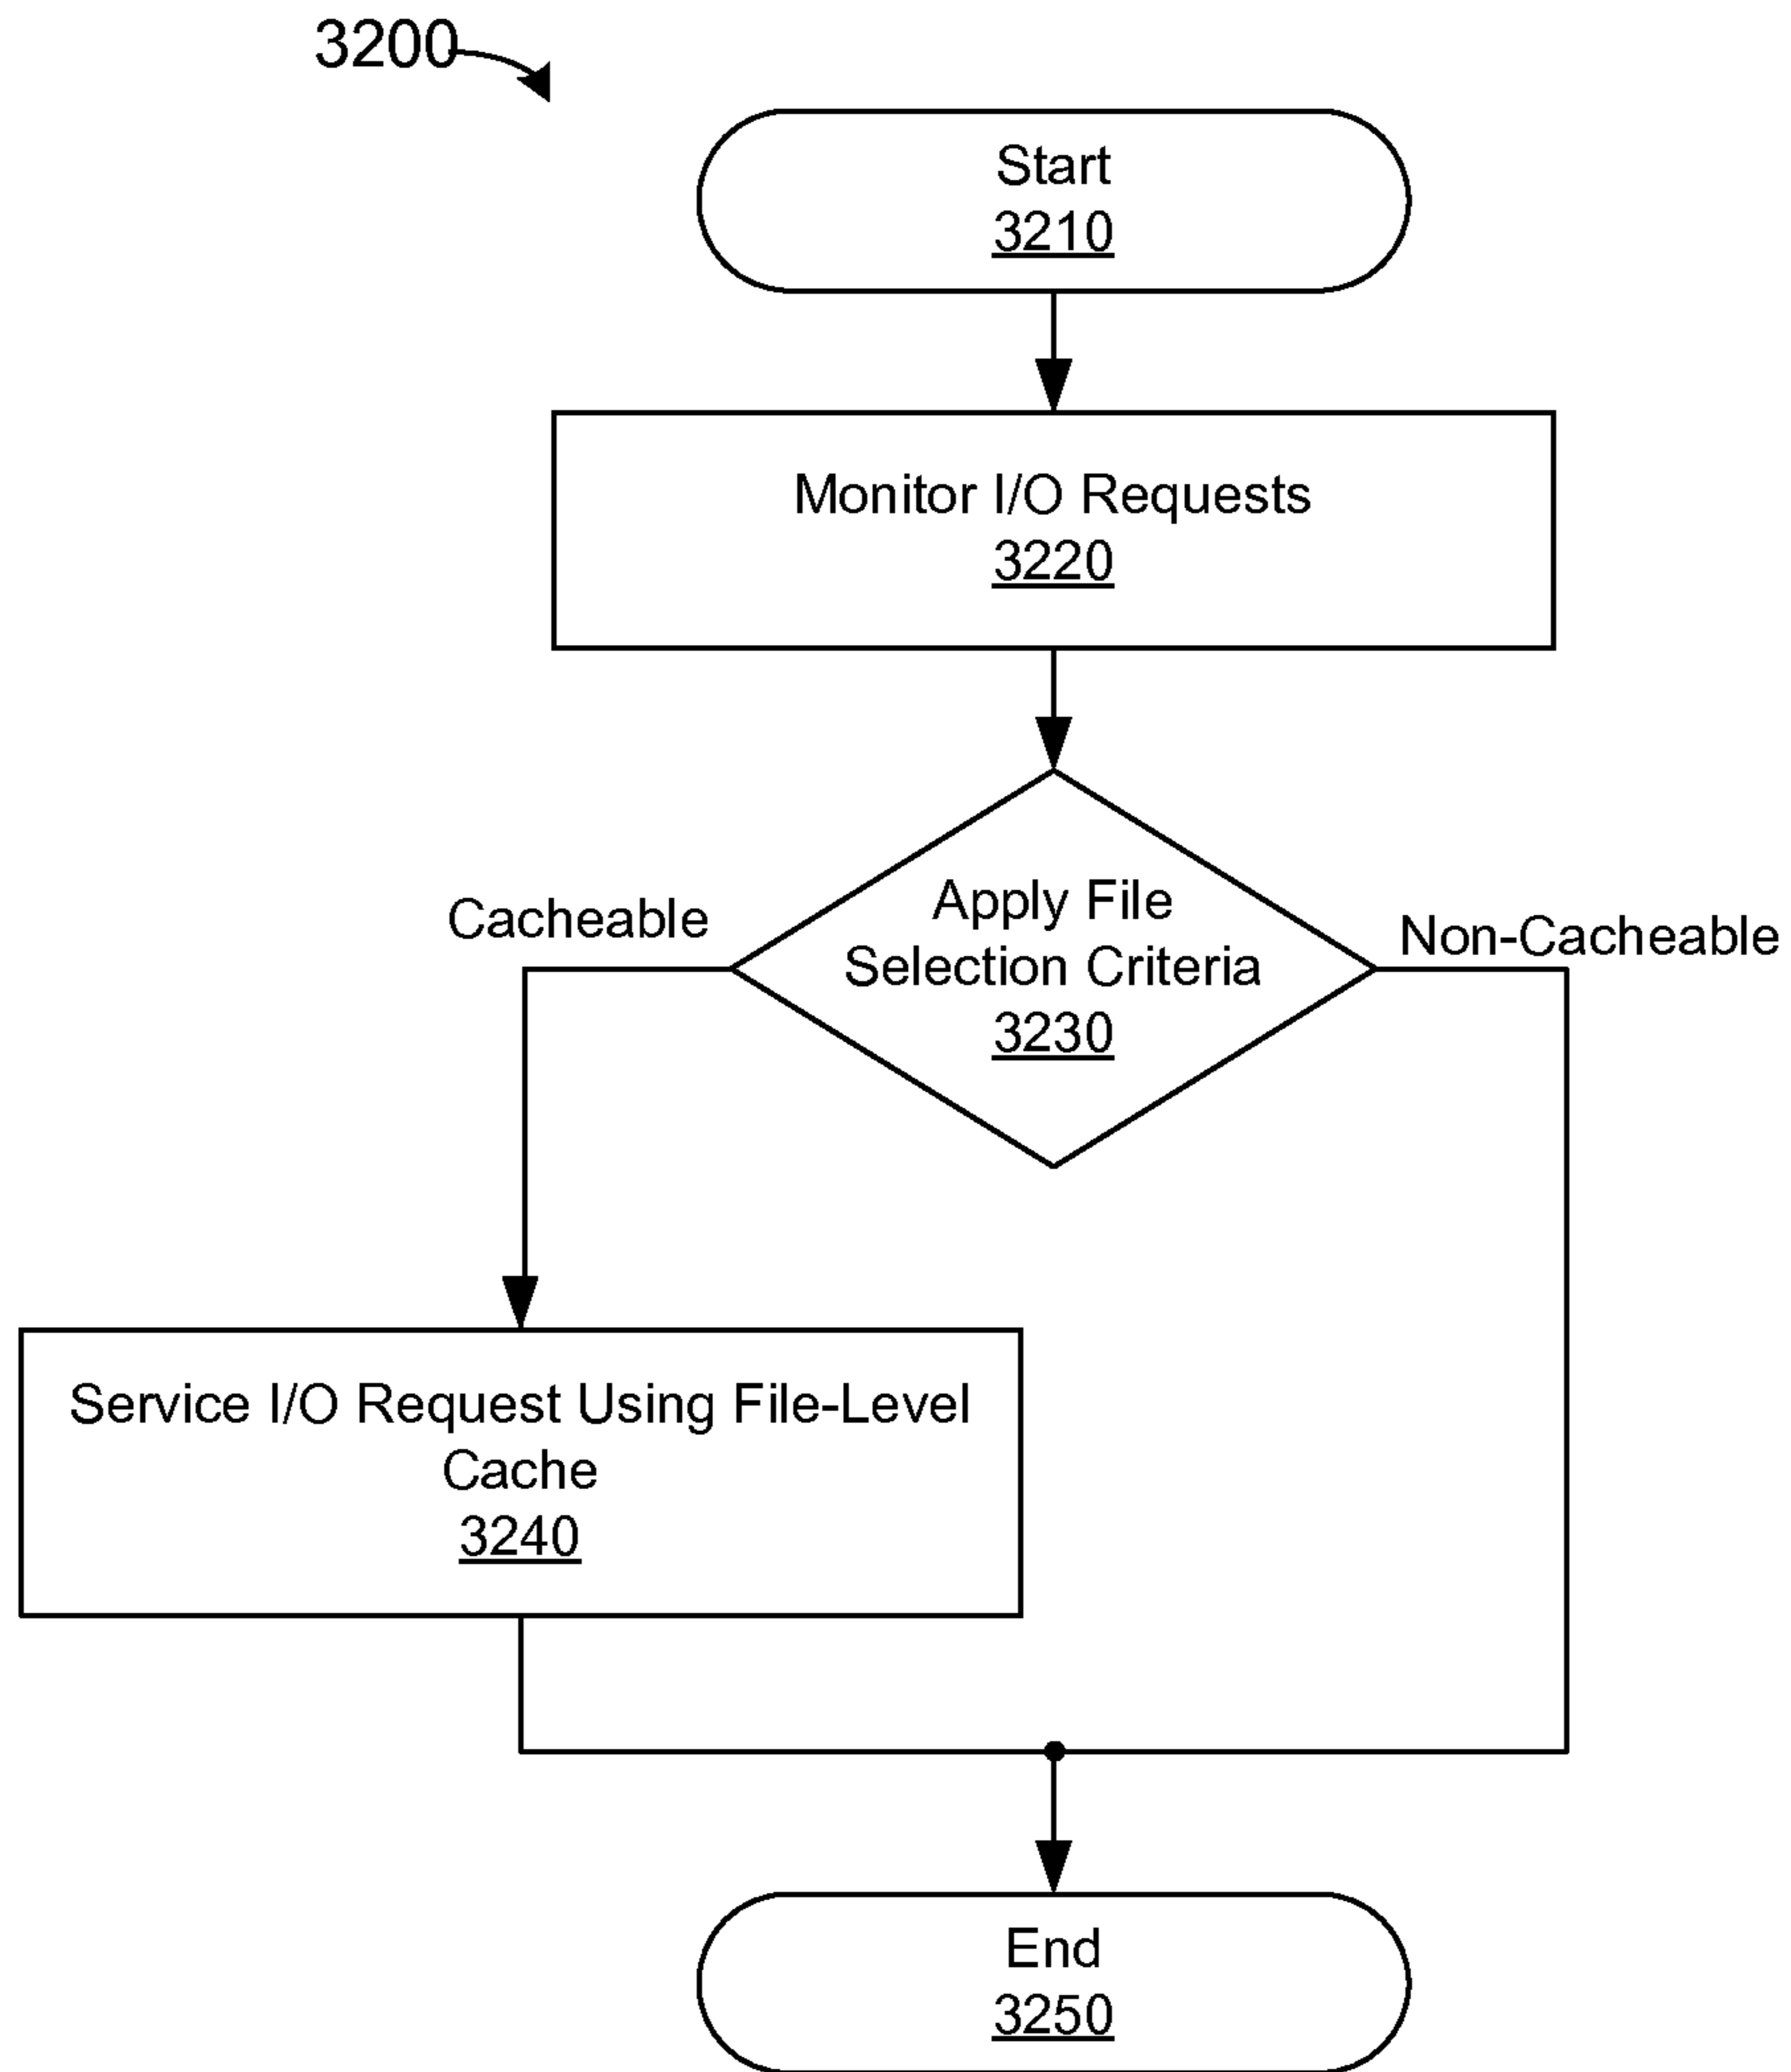 3200
Start
3210
Monitor I/O Requests
3220
Cacheable
Apply File
Selection Criteria
3230
Non-Cacheable
Service I/O Request Using File-Level
Cache
3240
End
3250